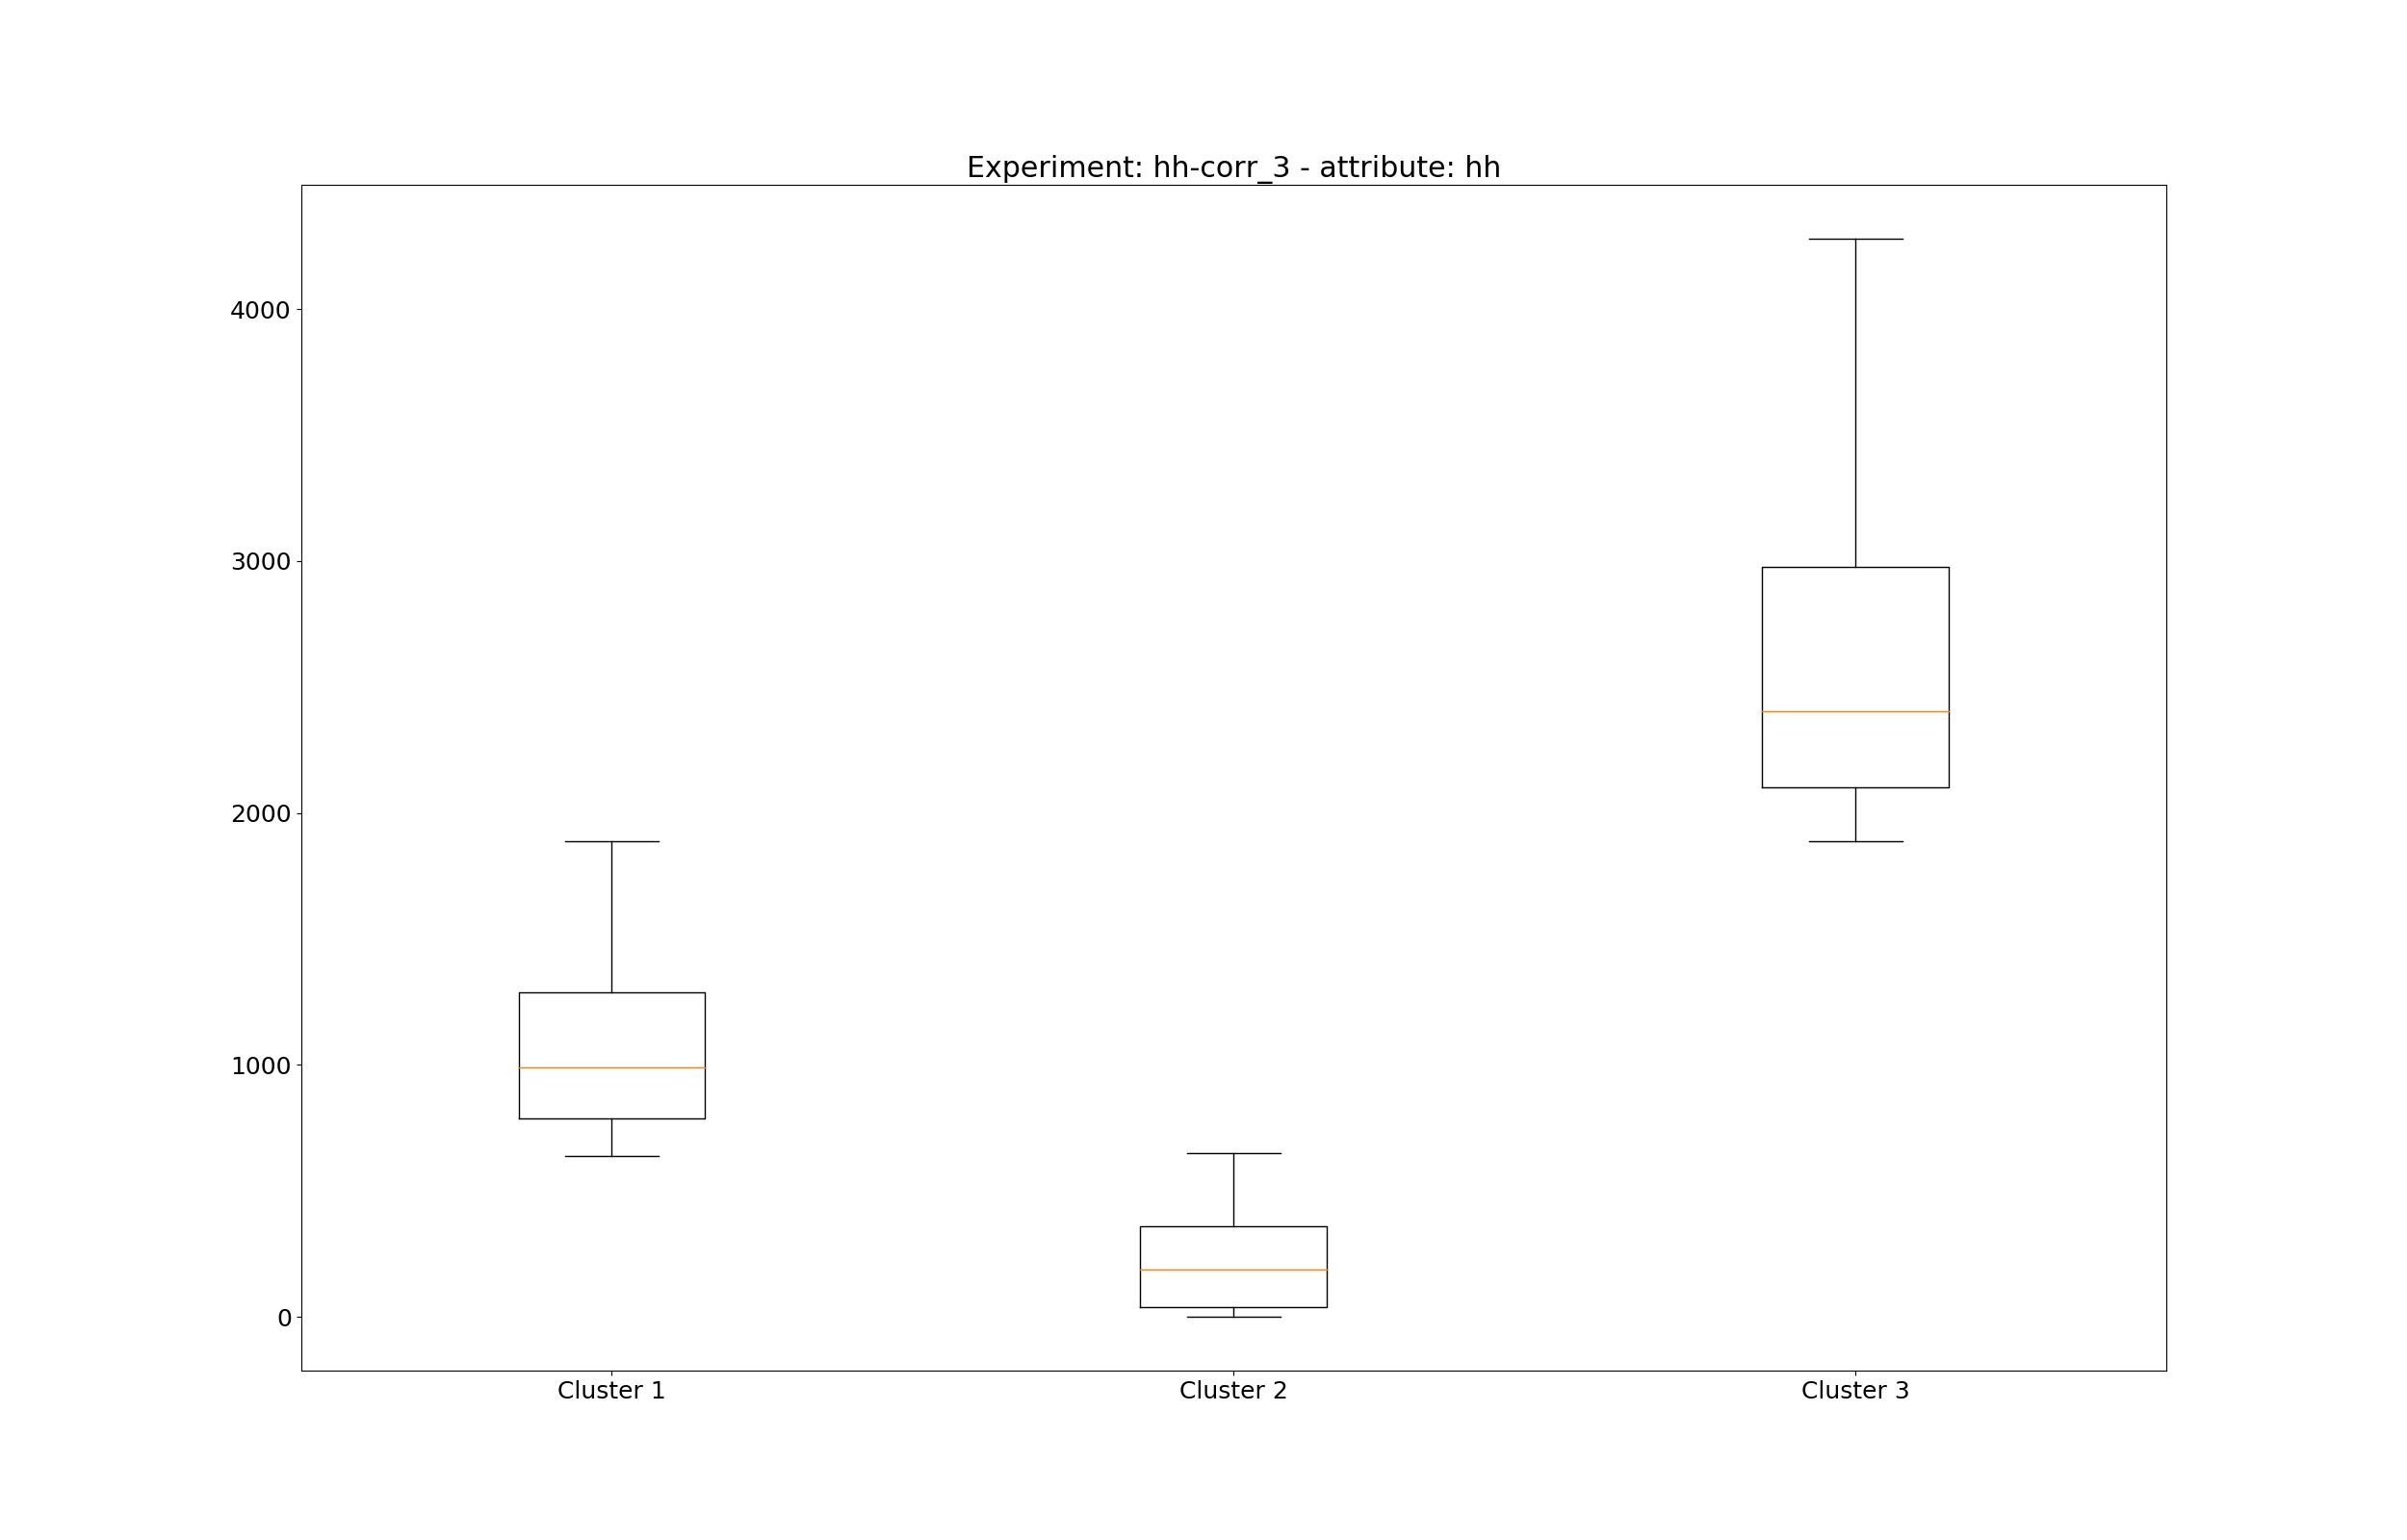 Experiment: hh-corr_3 - attribute: hh
4000
3000
2000
1000
0
Cluster 1 Cluster 2 Cluster 3